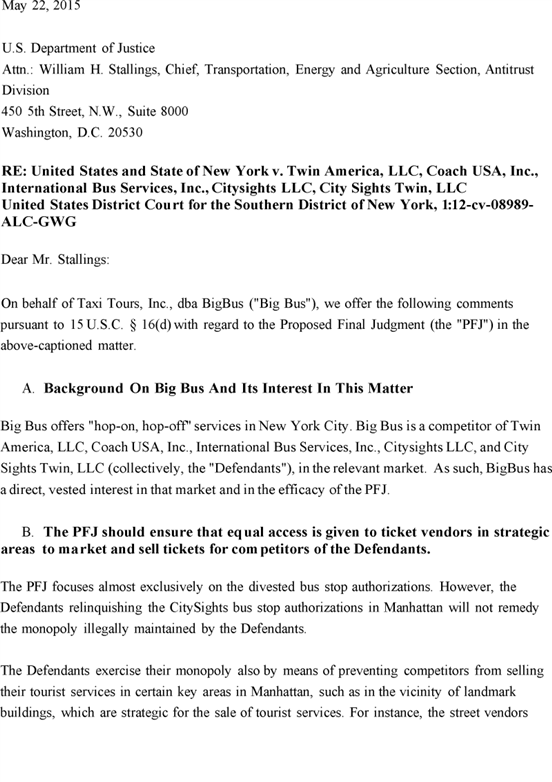 May 22, 2015
U.S. Department of Justice
Attn.: William H. Stallings, Chief, Transportation, Energy and Agriculture Section, Antitrust
Division
450 5th Street, N.W., Suite 8000
Washington, D.C. 20530
RE: United States and State of New York v. Twin America, LLC, Coach USA, Inc.,
International Bus Services, Inc., Citysights LLC, City Sights Twin, LLC
United States District Court for the Southern District of New York, 1:12-cv-08989-
ALC-GWG
Dear Mr. Stallings:
On behalf of Taxi Tours, Inc., dba BigBus ("Big Bus"), we offer the following comments
pursuant to 15 U.S.C. § 16(d) with regard to the Proposed Final Judgment (the "PFJ") in the
above-captioned matter.
A. Background On Big Bus And Its Interest In This Matter
Big Bus offers "hop-on, hop-off" services in New York City. Big Bus is a competitor of Twin
America, LLC, Coach USA, Inc., International Bus Services, Inc., Citysights LLC, and City
Sights Twin, LLC (collectively, the "Defendants"), in the relevant market. As such, BigBus has
a direct, vested interest in that market and in the efficacy of the PFJ.
B. The PFJ should ensure that equal access is given to ticket vendors in strategic
areas to market and sell tickets for competitors of the Defendants.
The PFJ focuses almost exclusively on the divested bus stop authorizations. However, the
Defendants relinquishing the CitySights bus stop authorizations in Manhattan will not remedy
the monopoly illegally maintained by the Defendants.
The Defendants exercise their monopoly also by means of preventing competitors from selling
their tourist services in certain key areas in Manhattan, such as in the vicinity of landmark
buildings, which are strategic for the sale of tourist services. For instance, the street vendors